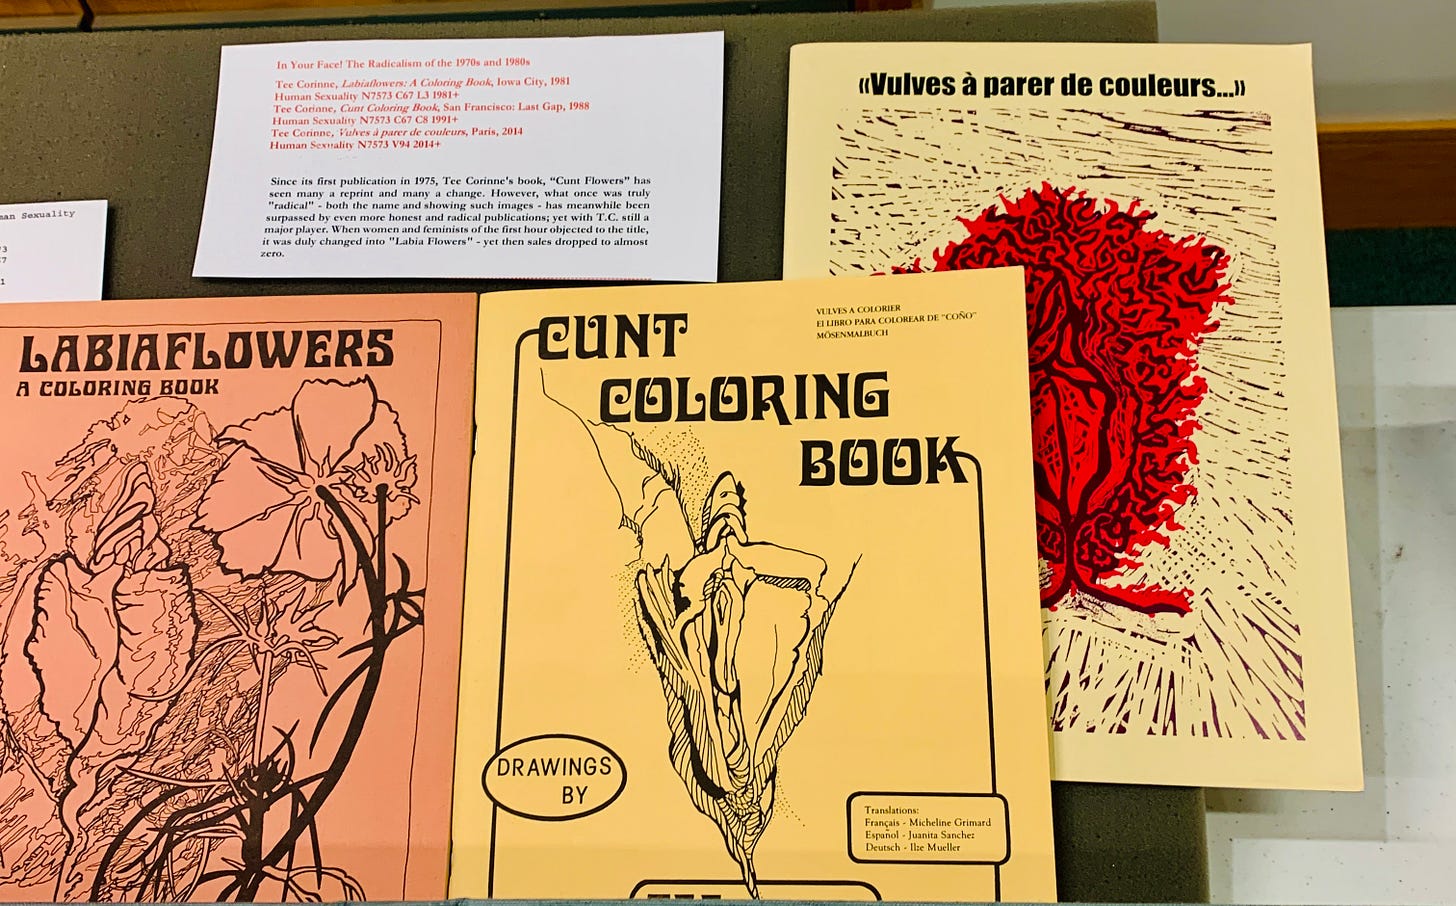 In Your Face! The Radicalism of the 1970s and 1980s
Tee Corinne, Labiaflowers: A Coloring Book, Iowa City, 1981
Human Sexuality N7573 C67 L3 1981+
Tee Corinne, Cunt Coloring Book, San Francisco: Last Gap, 1988
Human Sexuality N7573 C67 C8 1991+
Tee Corinne, Vulves à parer de couleurs, Paris, 2014
Human Sexuality N7573 V94 2014+
Since its first publication in 1975, Tee Corinne's book, “Cunt Flowers” has
seen many a reprint and many a change. However, what once was truly
"radical" - both the name and showing such images - has meanwhile been
surpassed by even more honest and radical publications; yet with T.C. still a
major player. When women and feminists of the first hour objected to the title,
it was duly changed into "Labia Flowers" - yet then sales dropped to almost
zero.
«Vulves à parer de couleurs...»
Sexuality
LABIAFLOWERS
A COLORING BOOK
CUNT
COLORING
BOOK
VULVES A COLORIER
El LIBRO PARA COLOREAR DE “COÑO”
MÖSENMALBUCH
DRAWINGS
BY
Translations:
Français - Micheline Grimard
Español - Juanita Sanchez
Deutsch - Ilze Mueller